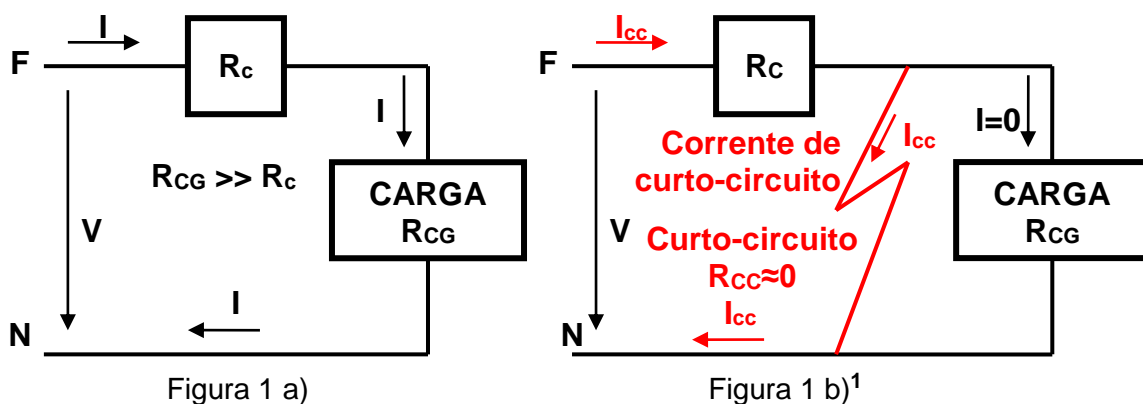 I
F
Rc
I
RCG >> Rc
CARGA
RCG
V
I
N
Figura 1 a)
Icc
F
RC
I=0
Icc
Corrente de
curto-circuito
CARGA
RCG
V
Curto-circuito
RCC≈0
Icc
N
Figura 1 b)1